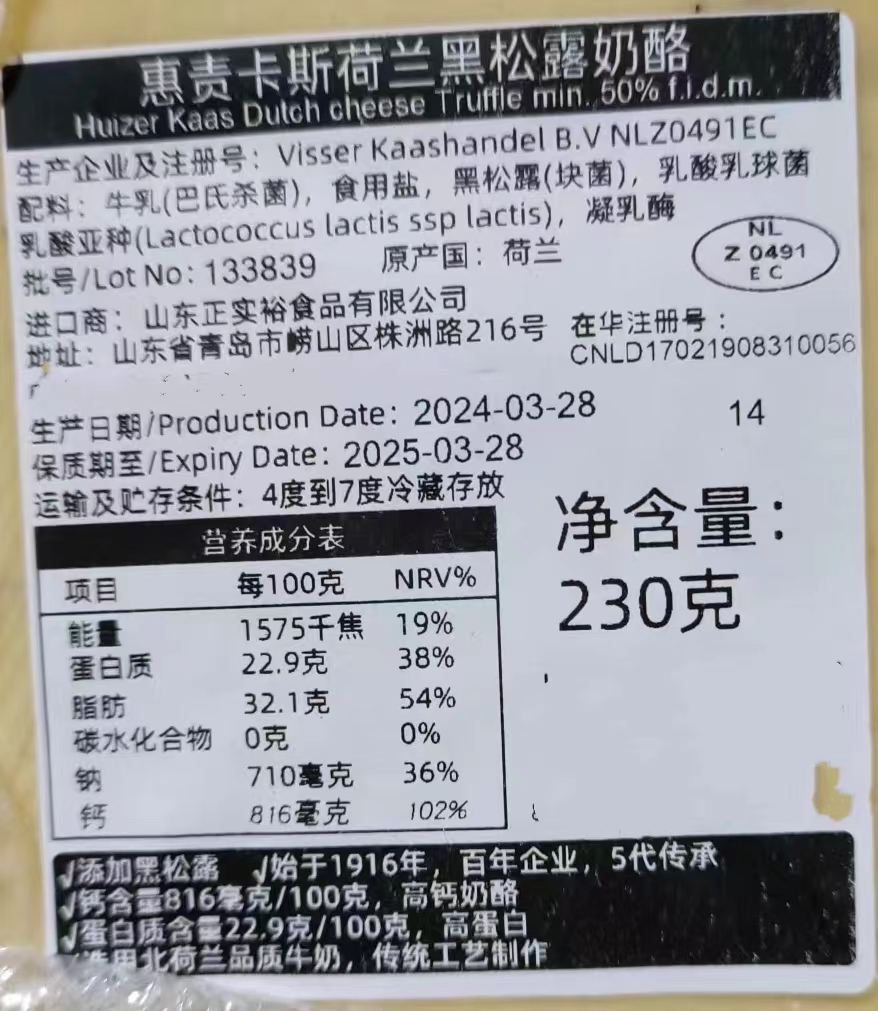 惠责卡斯荷兰黑松露奶酪
Huizer Kaas Dutch cheese Truffle min. 50% f.i.d.m.
生产企业及注册号：Visser Kaashandel B.V NLZ0491EC
配料：牛乳(巴氏杀菌)，食用盐，黑松露(块菌)，乳酸乳球菌
乳酸亚种(Lactococcus lactis ssp lactis)，凝乳酶
批号/Lot No: 133839 原产国：荷兰
NL
Z 0491
E C
进口商：山东正实裕食品有限公司
地址：山东省青岛市崂山区株洲路216号
在华注册号：
CNLD17021908310056
生产日期/Production Date: 2024-03-28 14
保质期至/Expiry Date: 2025-03-28
运输及贮存条件：4度到7度冷藏存放
净含量：
230克
营养成分表
项目 每100克 NRV%
能量 1575千焦 19%
蛋白质 22.9克 38%
脂肪 32.1克 54%
碳水化合物 0克 0%
钠 710毫克 36%
钙 816毫克 102%
√添加黑松露 √始于1916年，百年企业，5代传承
√钙含量816毫克/100克，高钙奶酪
√蛋白质含量22.9克/100克，高蛋白
选用北荷兰品质牛奶，传统工艺制作